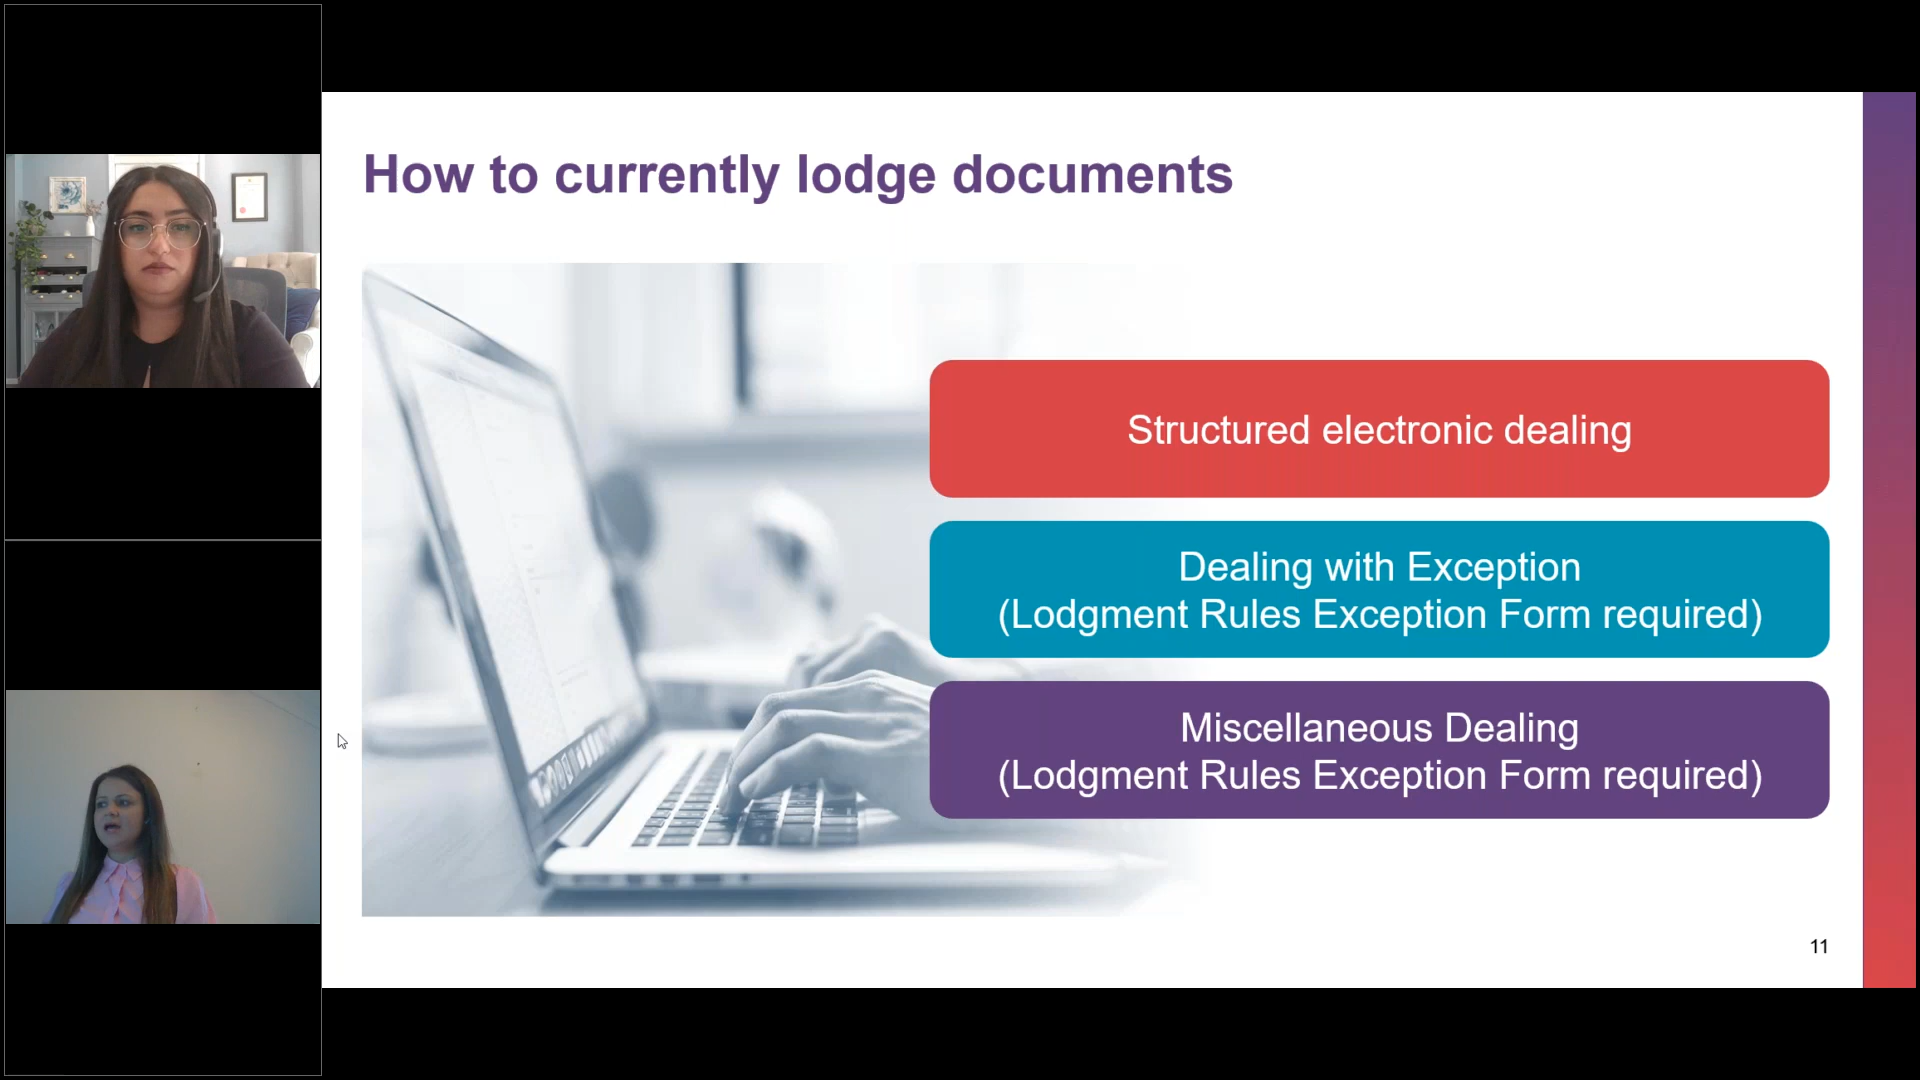 How to currently lodge documents
Structured electronic dealing
Dealing with Exception
(Lodgment Rules Exception Form required)
Miscellaneous Dealing
(Lodgment Rules Exception Form required)
11